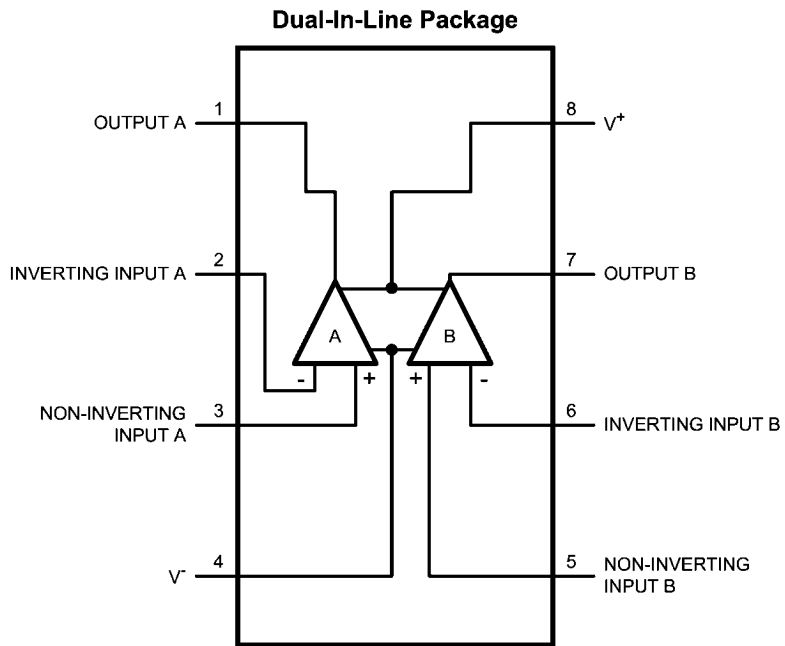 Dual-In-Line Package
1
OUTPUT A
8
V+
2
INVERTING INPUT A
7
OUTPUT B
A
B
-
+
+
-
3
NON-INVERTING
INPUT A
6
INVERTING INPUT B
4
V-
5
NON-INVERTING
INPUT B